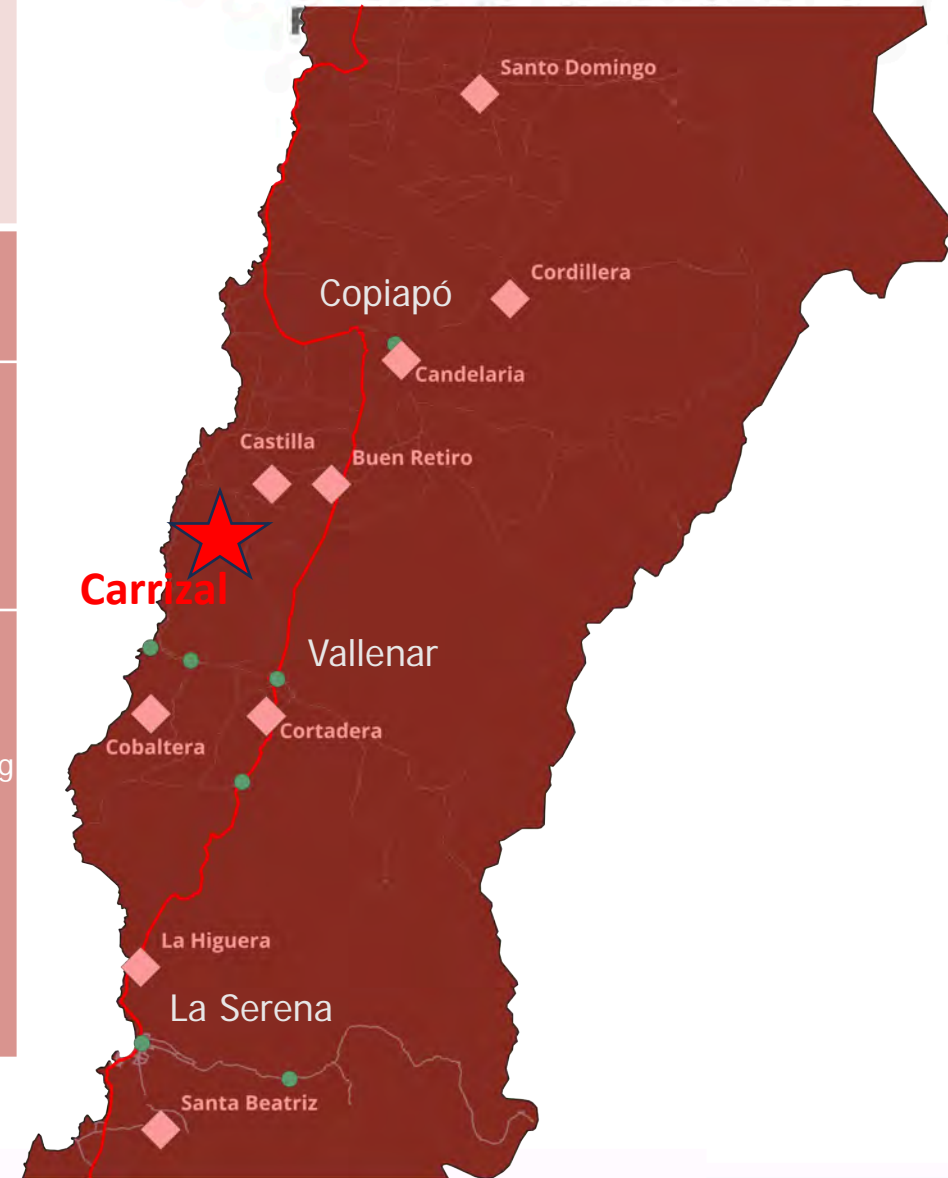 Santo Domingo
Cordillera
Copiapó
Candelaria
Castilla
Buen Retiro
Carrizal
Vallenar
Cortadera
Cobaltera
g
La Higuera
La Serena
Santa Beatriz